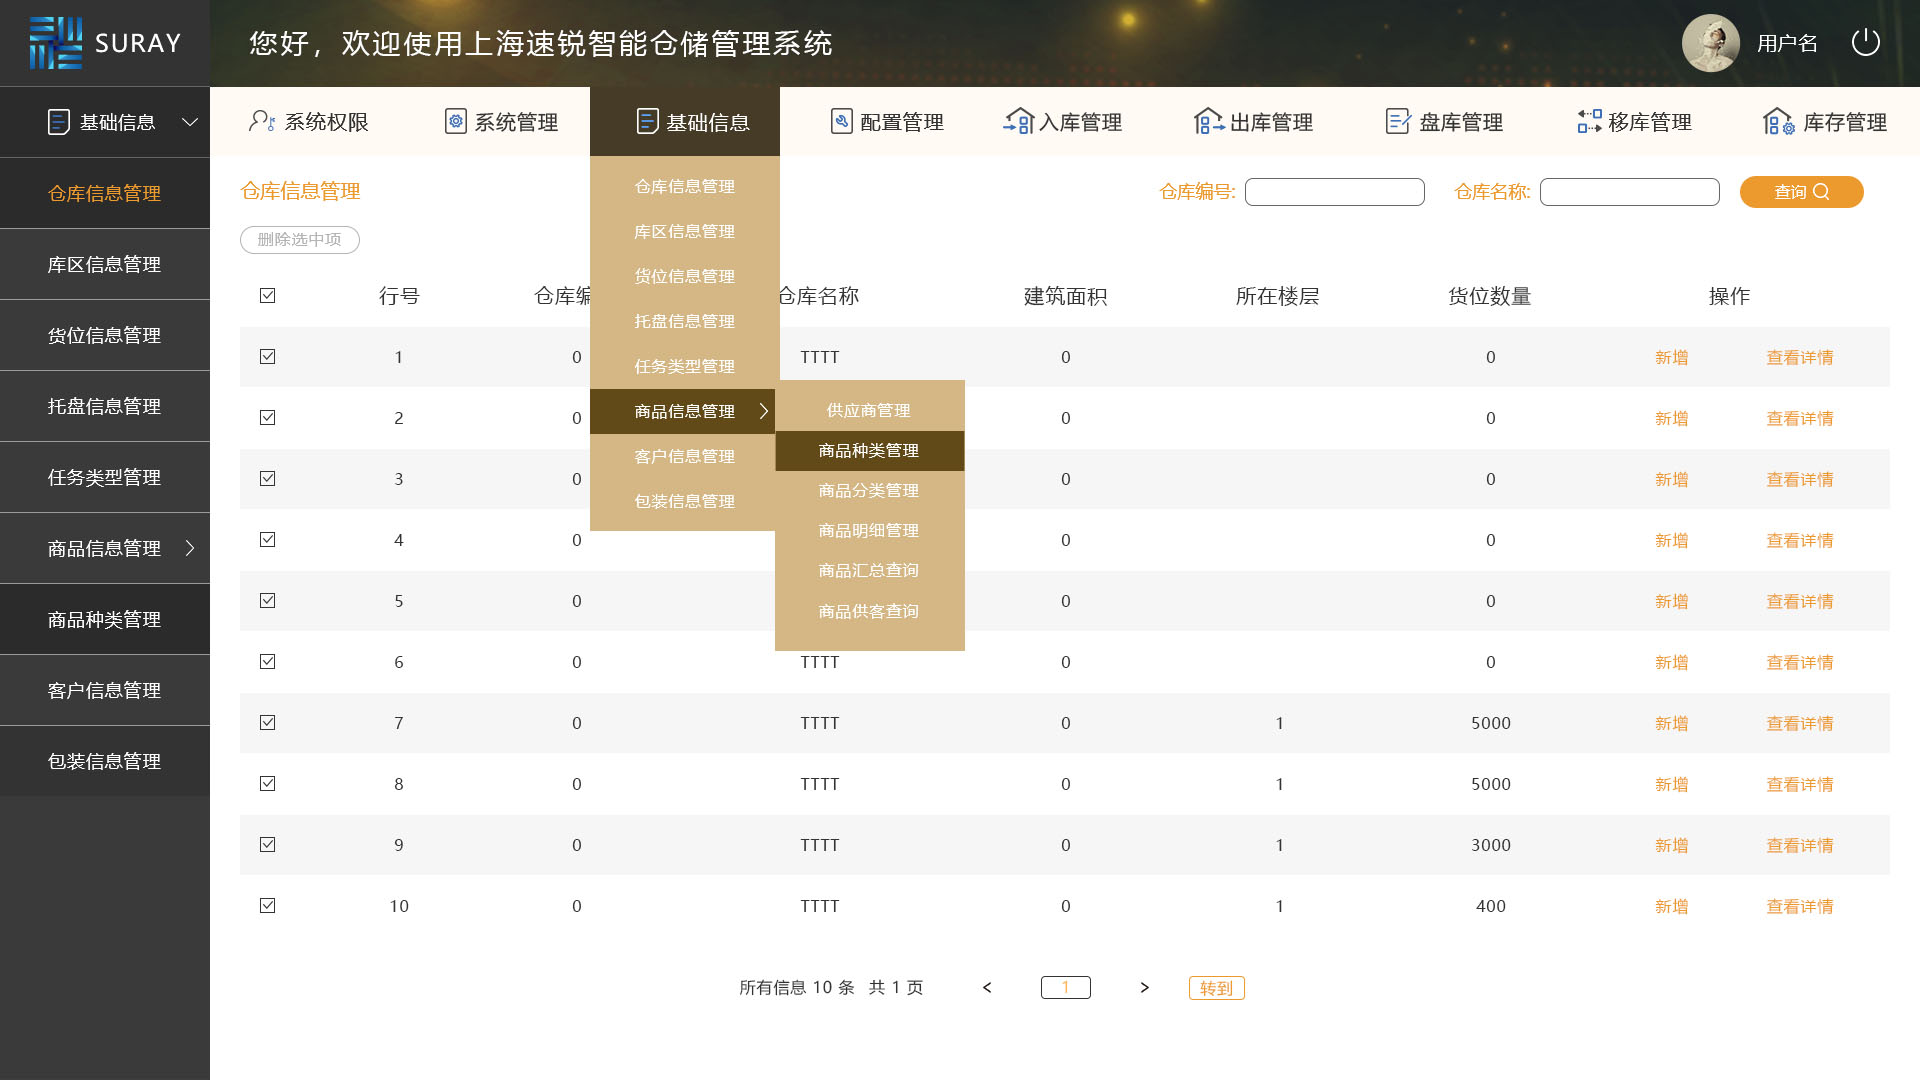 SURAY
您好，欢迎使用上海速锐智能仓储管理系统
用户名
基础信息
系统权限 系统管理 基础信息 配置管理 入库管理 出库管理 盘库管理 移库管理 库存管理
仓库信息管理
库区信息管理
货位信息管理
托盘信息管理
任务类型管理
商品信息管理
商品种类管理
客户信息管理
包装信息管理
仓库信息管理
仓库编号:
仓库名称:
查询
删除选中项
仓库信息管理
库区信息管理
货位信息管理
托盘信息管理
任务类型管理
商品信息管理
客户信息管理
包装信息管理
供应商管理
商品种类管理
商品分类管理
商品明细管理
商品汇总查询
商品供客查询
行号 仓库编 仓库名称 建筑面积 所在楼层 货位数量 操作
1 0 TTTT 0 0 新增 查看详情
2 0 0 0 新增 查看详情
3 0 0 0 新增 查看详情
4 0 0 0 新增 查看详情
5 0 0 0 新增 查看详情
6 0 TTTT 0 0 新增 查看详情
7 0 TTTT 0 1 5000 新增 查看详情
8 0 TTTT 0 1 5000 新增 查看详情
9 0 TTTT 0 1 3000 新增 查看详情
10 0 TTTT 0 1 400 新增 查看详情
所有信息 10 条 共 1 页 < 1 > 转到